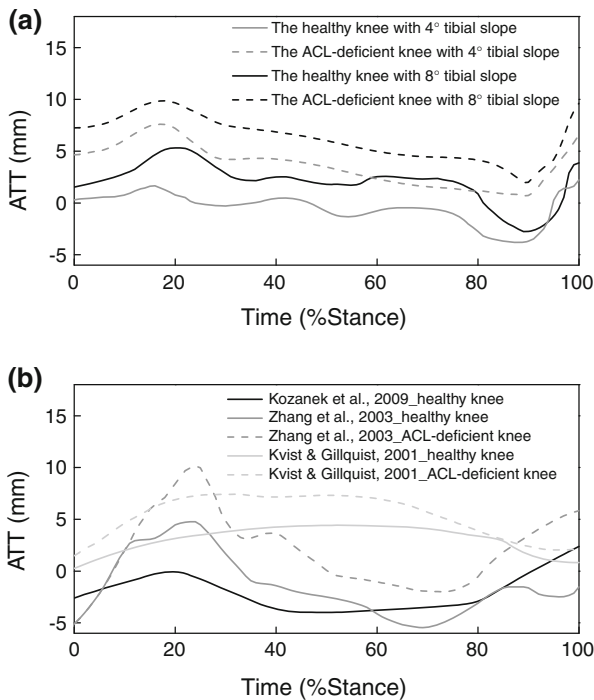 (a)
The healthy knee with 4° tibial slope
The ACL-deficient knee with 4° tibial slope
The healthy knee with 8° tibial slope
The ACL-deficient knee with 8° tibial slope
15
10
5
0
-5
ATT (mm)
0 20 40 60 80 100
Time (%Stance)
(b)
Kozanek et al., 2009_healthy knee
Zhang et al., 2003_healthy knee
Zhang et al., 2003_ACL-deficient knee
Kvist & Gillquist, 2001_healthy knee
Kvist & Gillquist, 2001_ACL-deficient knee
15
10
5
0
-5
ATT (mm)
0 20 40 60 80 100
Time (%Stance)